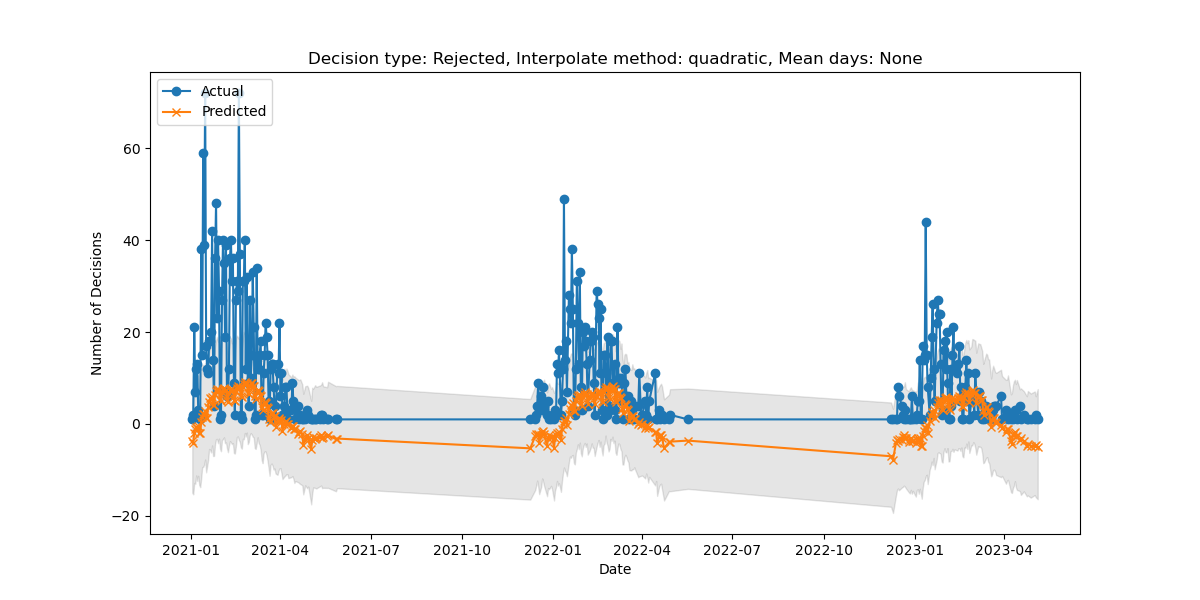 Decision type: Rejected, Interpolate method: quadratic, Mean days: None
Actual
Predicted
Number of Decisions
60
40
20
0
−20
2021-01 2021-04 2021-07 2021-10 2022-01 2022-04 2022-07 2022-10 2023-01 2023-04
Date